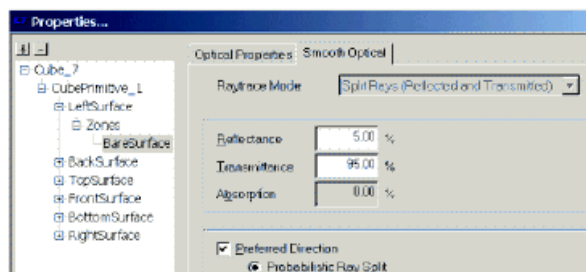 Properties...
Cube_7
CubePrimitive_1
LeftSurface
Zones
BareSurface
BackSurface
TopSurface
FrontSurface
BottomSurface
RightSurface
Optical Properties
Smooth Optical
Raytrace Mode
Split Rays (Reflected and Transmitted)
Reflectance 5.00 %
Transmittance 95.00 %
Absorption 0.00 %
Preferred Direction
Probabilistic Ray Split